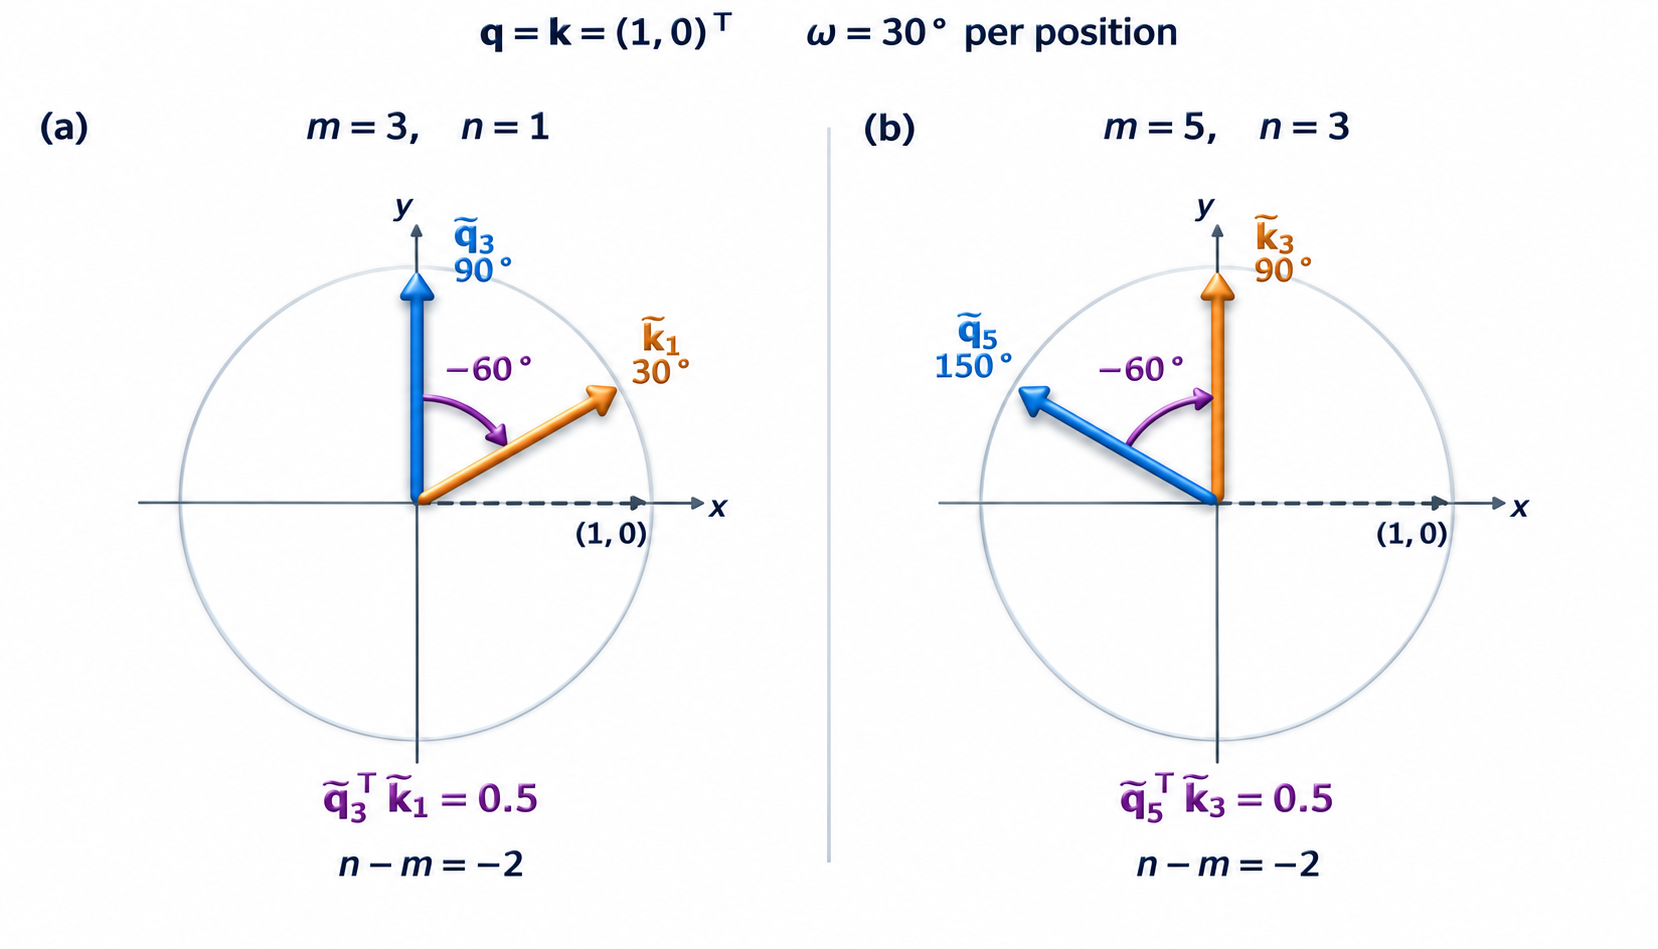 q = k = (1, 0)ᵀ ω = 30° per position
(a) m = 3, n = 1
y
q̃₃
90°
k̃₁
30°
−60°
x
(1, 0)
q̃₃ᵀ k̃₁ = 0.5
n − m = −2
(b) m = 5, n = 3
y
k̃₃
90°
q̃₅
150°
−60°
x
(1, 0)
q̃₅ᵀ k̃₃ = 0.5
n − m = −2